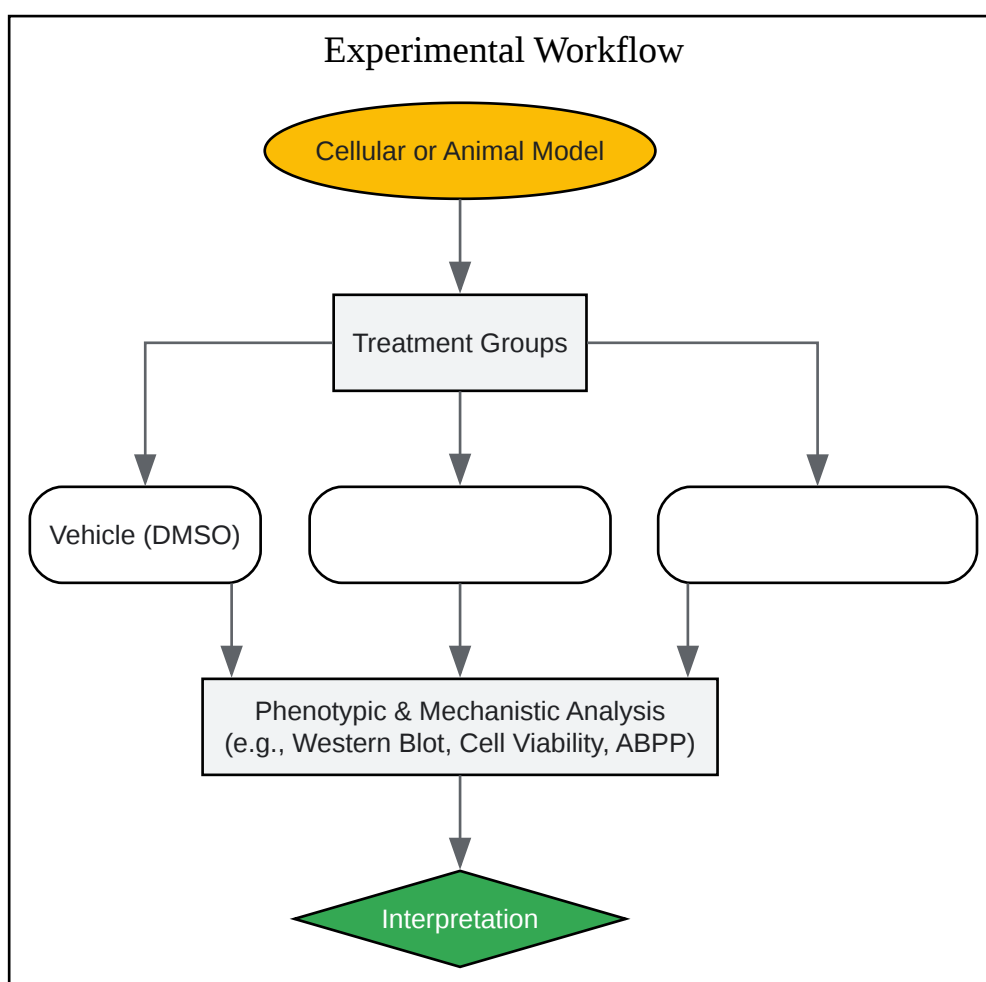 Experimental Workflow
Cellular or Animal Model
Treatment Groups
Vehicle (DMSO)
Phenotypic & Mechanistic Analysis
(e.g., Western Blot, Cell Viability, ABPP)
Interpretation